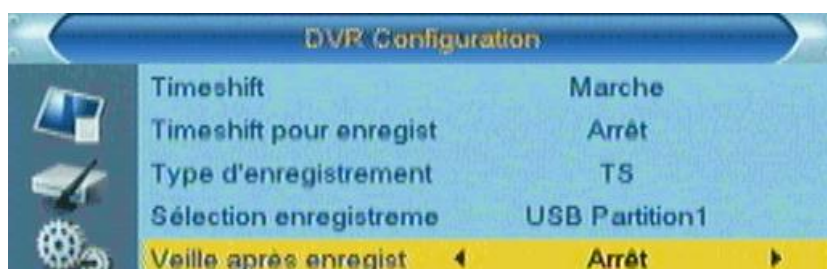 DVR Configuration
Timeshift Marche
Timeshift pour enregist Arrêt
Type d'enregistrement TS
Sélection enregistreme USB Partition1
Veille après enregist Arrêt